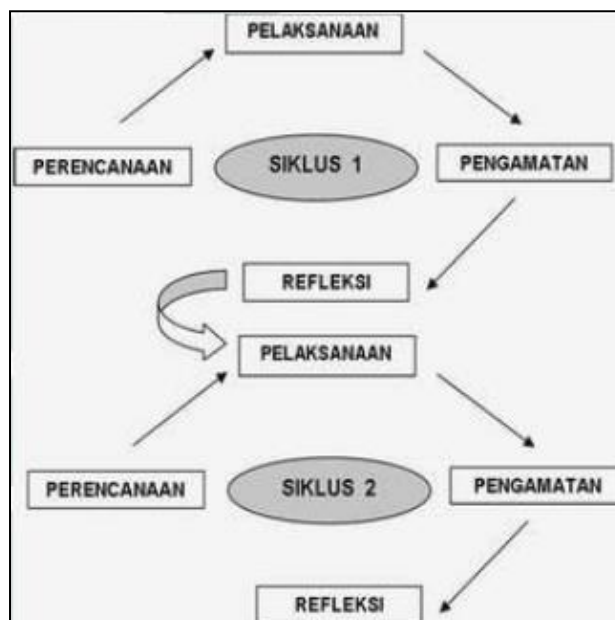 PELAKSANAAN
PERENCANAAN
SIKLUS 1
PENGAMATAN
REFLEKSI
PELAKSANAAN
PERENCANAAN
SIKLUS 2
PENGAMATAN
REFLEKSI